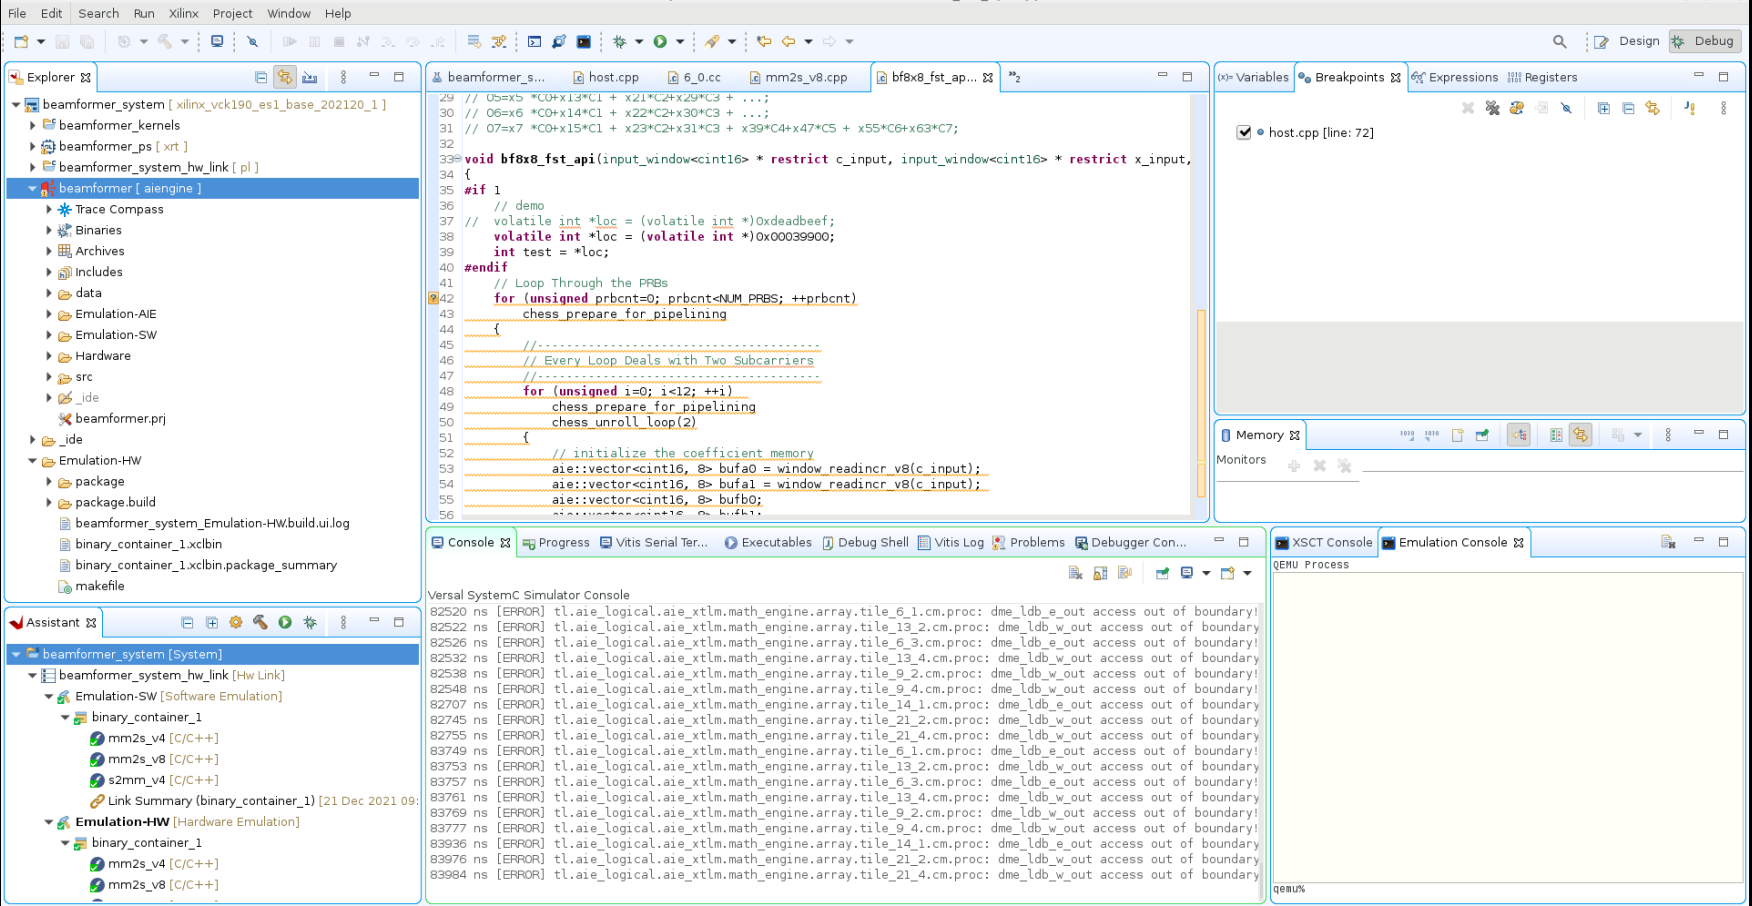 File Edit Search Run Xilinx Project Window Help
Design Debug
Explorer
beamformer_system [ xilinx_vck190_es1_base_202120_1 ]
beamformer_kernels
beamformer_ps [ xrt ]
beamformer_system_hw_link [ pl ]
beamformer [ aiengine ]
Trace Compass
Binaries
Archives
Includes
data
Emulation-AIE
Emulation-SW
Hardware
src
_ide
beamformer.prj
_ide
Emulation-HW
package
package.build
beamformer_system_Emulation-HW.build.ui.log
binary_container_1.xclbin
binary_container_1.xclbin.package_summary
makefile
Assistant
beamformer_system [System]
beamformer_system_hw_link [Hw Link]
Emulation-SW [Software Emulation]
binary_container_1
mm2s_v4 [C/C++]
mm2s_v8 [C/C++]
s2mm_v4 [C/C++]
Link Summary (binary_container_1) [21 Dec 2021 09:
Emulation-HW [Hardware Emulation]
binary_container_1
mm2s_v4 [C/C++]
mm2s_v8 [C/C++]
beamformer_s... host.cpp 6_0.cc mm2s_v8.cpp bf8x8_fst_ap... »2
29 // O5=x5 *C0+x13*C1 + x21*C2+x29*C3 + ...;
30 // O6=x6 *C0+x14*C1 + x22*C2+x30*C3 + ...;
31 // O7=x7 *C0+x15*C1 + x23*C2+x31*C3 + x39*C4+x47*C5 + x55*C6+x63*C7;
32
33 void bf8x8_fst_api(input_window<cint16> * restrict c_input, input_window<cint16> * restrict x_input,
34 {
35 #if 1
36 // demo
37 // volatile int *loc = (volatile int *)0xdeadbeef;
38 volatile int *loc = (volatile int *)0x00039900;
39 int test = *loc;
40 #endif
41 // Loop Through the PRBs
42 for (unsigned prbcnt=0; prbcnt<NUM_PRBS; ++prbcnt)
43 chess_prepare_for_pipelining
44 {
45 //---------------------------------------
46 // Every Loop Deals with Two Subcarriers
47 //---------------------------------------
48 for (unsigned i=0; i<12; ++i)
49 chess_prepare_for_pipelining
50 chess_unroll_loop(2)
51 {
52 // initialize the coefficient memory
53 aie::vector<cint16, 8> bufa0 = window_readincr_v8(c_input);
54 aie::vector<cint16, 8> bufa1 = window_readincr_v8(c_input);
55 aie::vector<cint16, 8> bufb0;
56 aie::vector<cint16, 8> bufb1;
(x)= Variables Breakpoints Expressions Registers
host.cpp [line: 72]
Memory
Monitors
Console Progress Vitis Serial Ter... Executables Debug Shell Vitis Log Problems Debugger Con...
Versal SystemC Simulator Console
82520 ns [ERROR] tl.aie_logical.aie_xtlm.math_engine.array.tile_6_1.cm.proc: dme_ldb_e_out access out of boundary!
82522 ns [ERROR] tl.aie_logical.aie_xtlm.math_engine.array.tile_13_2.cm.proc: dme_ldb_w_out access out of boundary
82526 ns [ERROR] tl.aie_logical.aie_xtlm.math_engine.array.tile_6_3.cm.proc: dme_ldb_e_out access out of boundary!
82532 ns [ERROR] tl.aie_logical.aie_xtlm.math_engine.array.tile_13_4.cm.proc: dme_ldb_w_out access out of boundary
82538 ns [ERROR] tl.aie_logical.aie_xtlm.math_engine.array.tile_9_2.cm.proc: dme_ldb_w_out access out of boundary!
82548 ns [ERROR] tl.aie_logical.aie_xtlm.math_engine.array.tile_9_4.cm.proc: dme_ldb_w_out access out of boundary!
82707 ns [ERROR] tl.aie_logical.aie_xtlm.math_engine.array.tile_14_1.cm.proc: dme_ldb_e_out access out of boundary
82745 ns [ERROR] tl.aie_logical.aie_xtlm.math_engine.array.tile_21_2.cm.proc: dme_ldb_w_out access out of boundary
82755 ns [ERROR] tl.aie_logical.aie_xtlm.math_engine.array.tile_21_4.cm.proc: dme_ldb_w_out access out of boundary
83749 ns [ERROR] tl.aie_logical.aie_xtlm.math_engine.array.tile_6_1.cm.proc: dme_ldb_e_out access out of boundary!
83753 ns [ERROR] tl.aie_logical.aie_xtlm.math_engine.array.tile_13_2.cm.proc: dme_ldb_w_out access out of boundary
83757 ns [ERROR] tl.aie_logical.aie_xtlm.math_engine.array.tile_6_3.cm.proc: dme_ldb_e_out access out of boundary!
83761 ns [ERROR] tl.aie_logical.aie_xtlm.math_engine.array.tile_13_4.cm.proc: dme_ldb_w_out access out of boundary
83769 ns [ERROR] tl.aie_logical.aie_xtlm.math_engine.array.tile_9_2.cm.proc: dme_ldb_w_out access out of boundary!
83777 ns [ERROR] tl.aie_logical.aie_xtlm.math_engine.array.tile_9_4.cm.proc: dme_ldb_w_out access out of boundary!
83936 ns [ERROR] tl.aie_logical.aie_xtlm.math_engine.array.tile_14_1.cm.proc: dme_ldb_e_out access out of boundary
83976 ns [ERROR] tl.aie_logical.aie_xtlm.math_engine.array.tile_21_2.cm.proc: dme_ldb_w_out access out of boundary
83984 ns [ERROR] tl.aie_logical.aie_xtlm.math_engine.array.tile_21_4.cm.proc: dme_ldb_w_out access out of boundary
XSCT Console Emulation Console
QEMU Process
qemu%